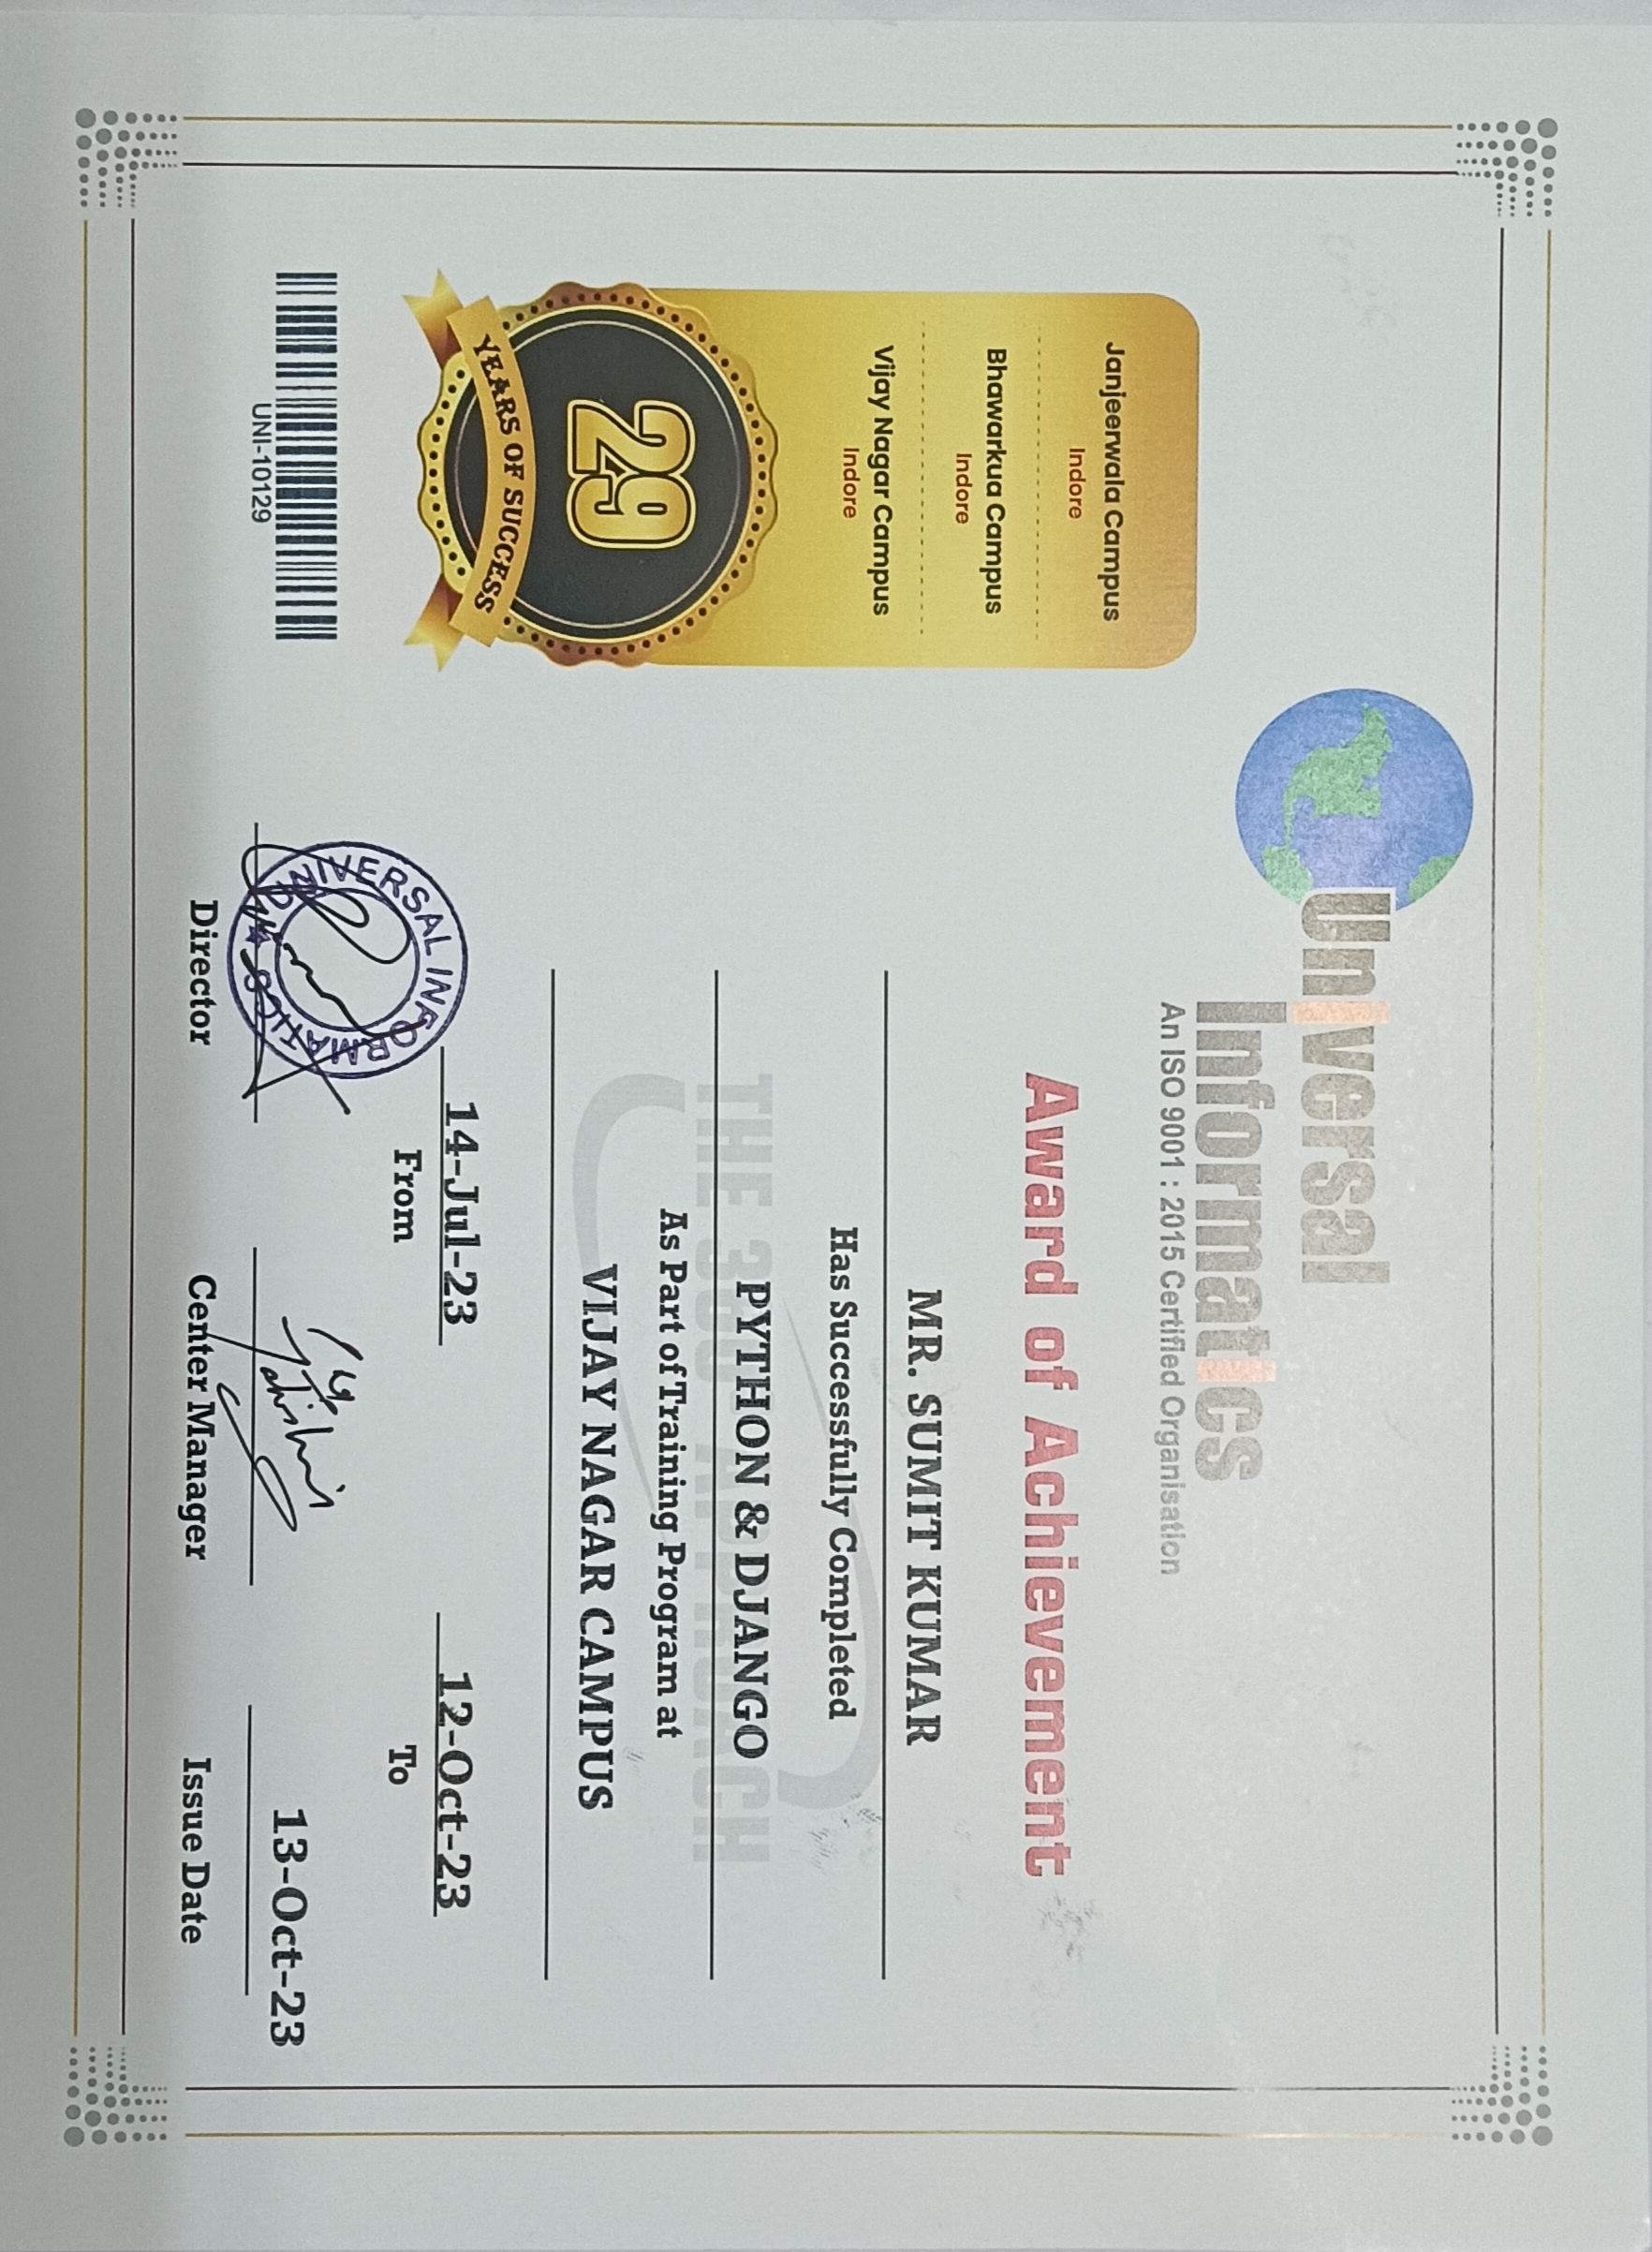 Universal
Informatics
An ISO 9001 : 2015 Certified Organisation
Janjeerwala Campus
Indore
Bhawarkua Campus
Indore
Vijay Nagar Campus
Indore
29
YEARS OF SUCCESS
UNI-10129
Award of Achievement
MR. SUMIT KUMAR
Has Successfully Completed
THE 360° APPROACH
PYTHON & DJANGO
As Part of Training Program at
VIJAY NAGAR CAMPUS
14-Jul-23
From
12-Oct-23
To
UNIVERSAL INFORMATICS
Director
Center Manager
13-Oct-23
Issue Date